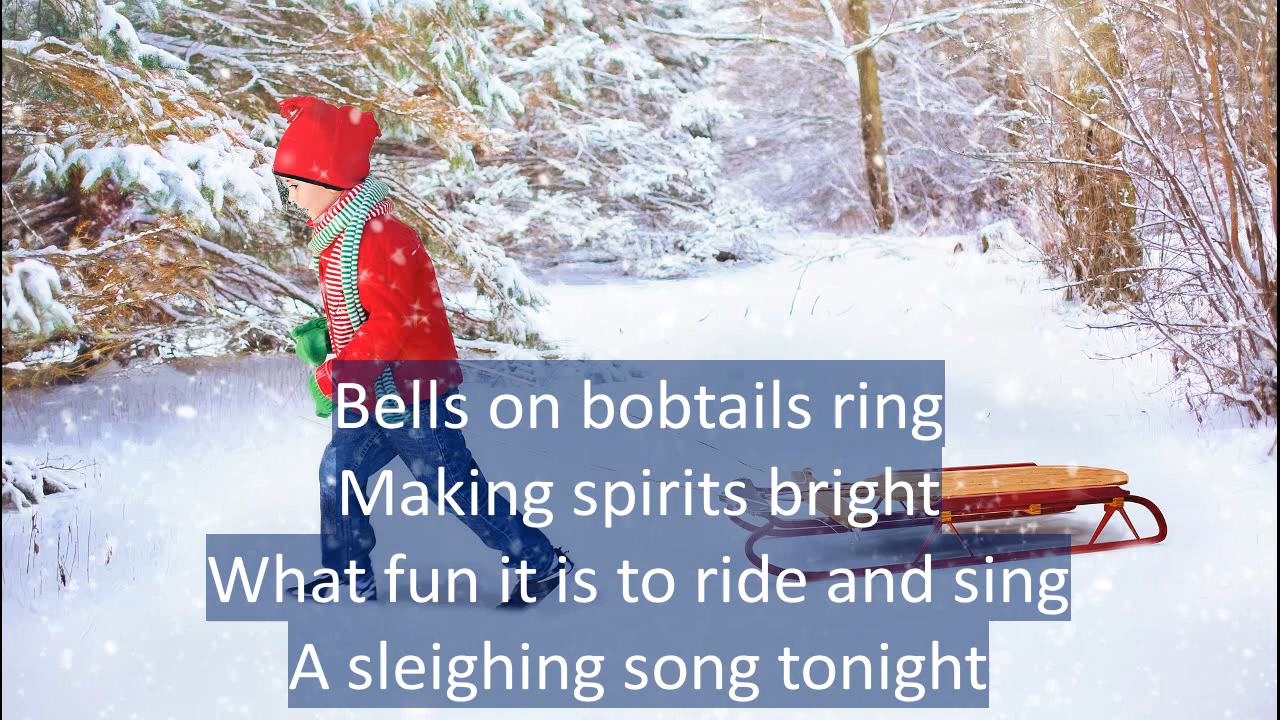 Bells on bobtails ring
Making spirits bright
What fun it is to ride and sing
A sleighing song tonight